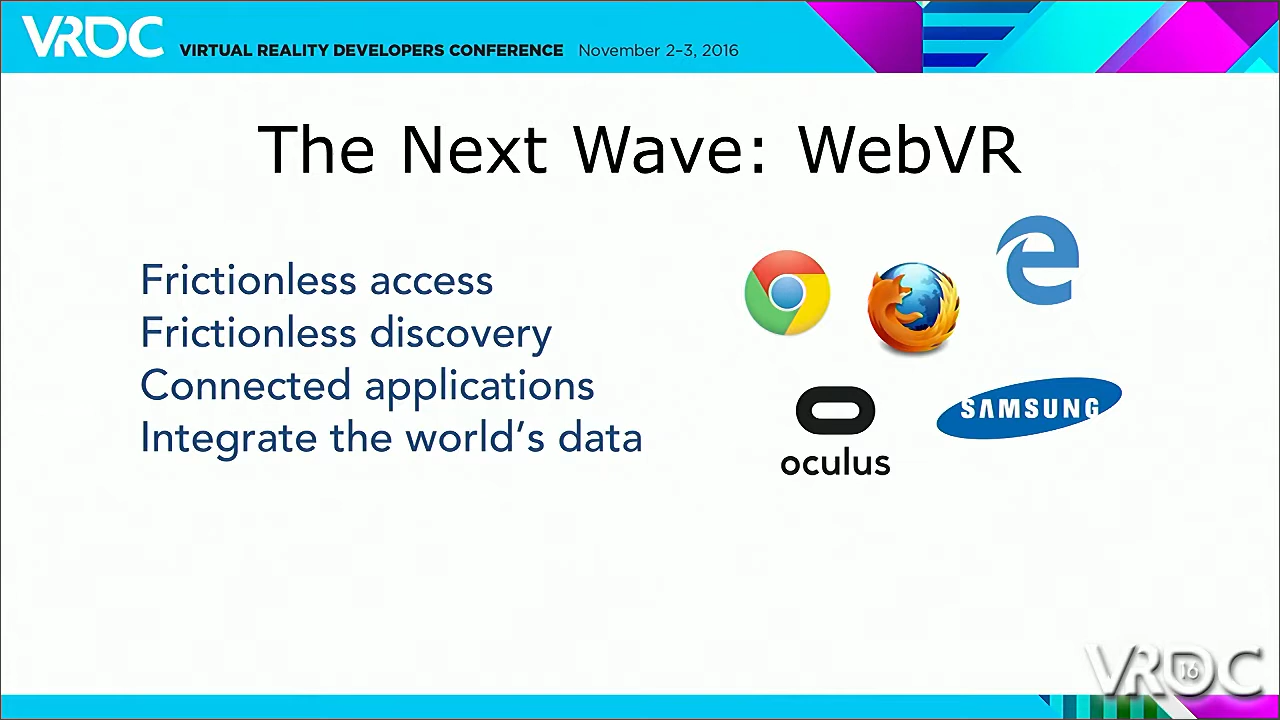 VRDC VIRTUAL REALITY DEVELOPERS CONFERENCE November 2-3, 2016
The Next Wave: WebVR
Frictionless access
Frictionless discovery
Connected applications
Integrate the world's data
SAMSUNG
oculus
VRDC
16